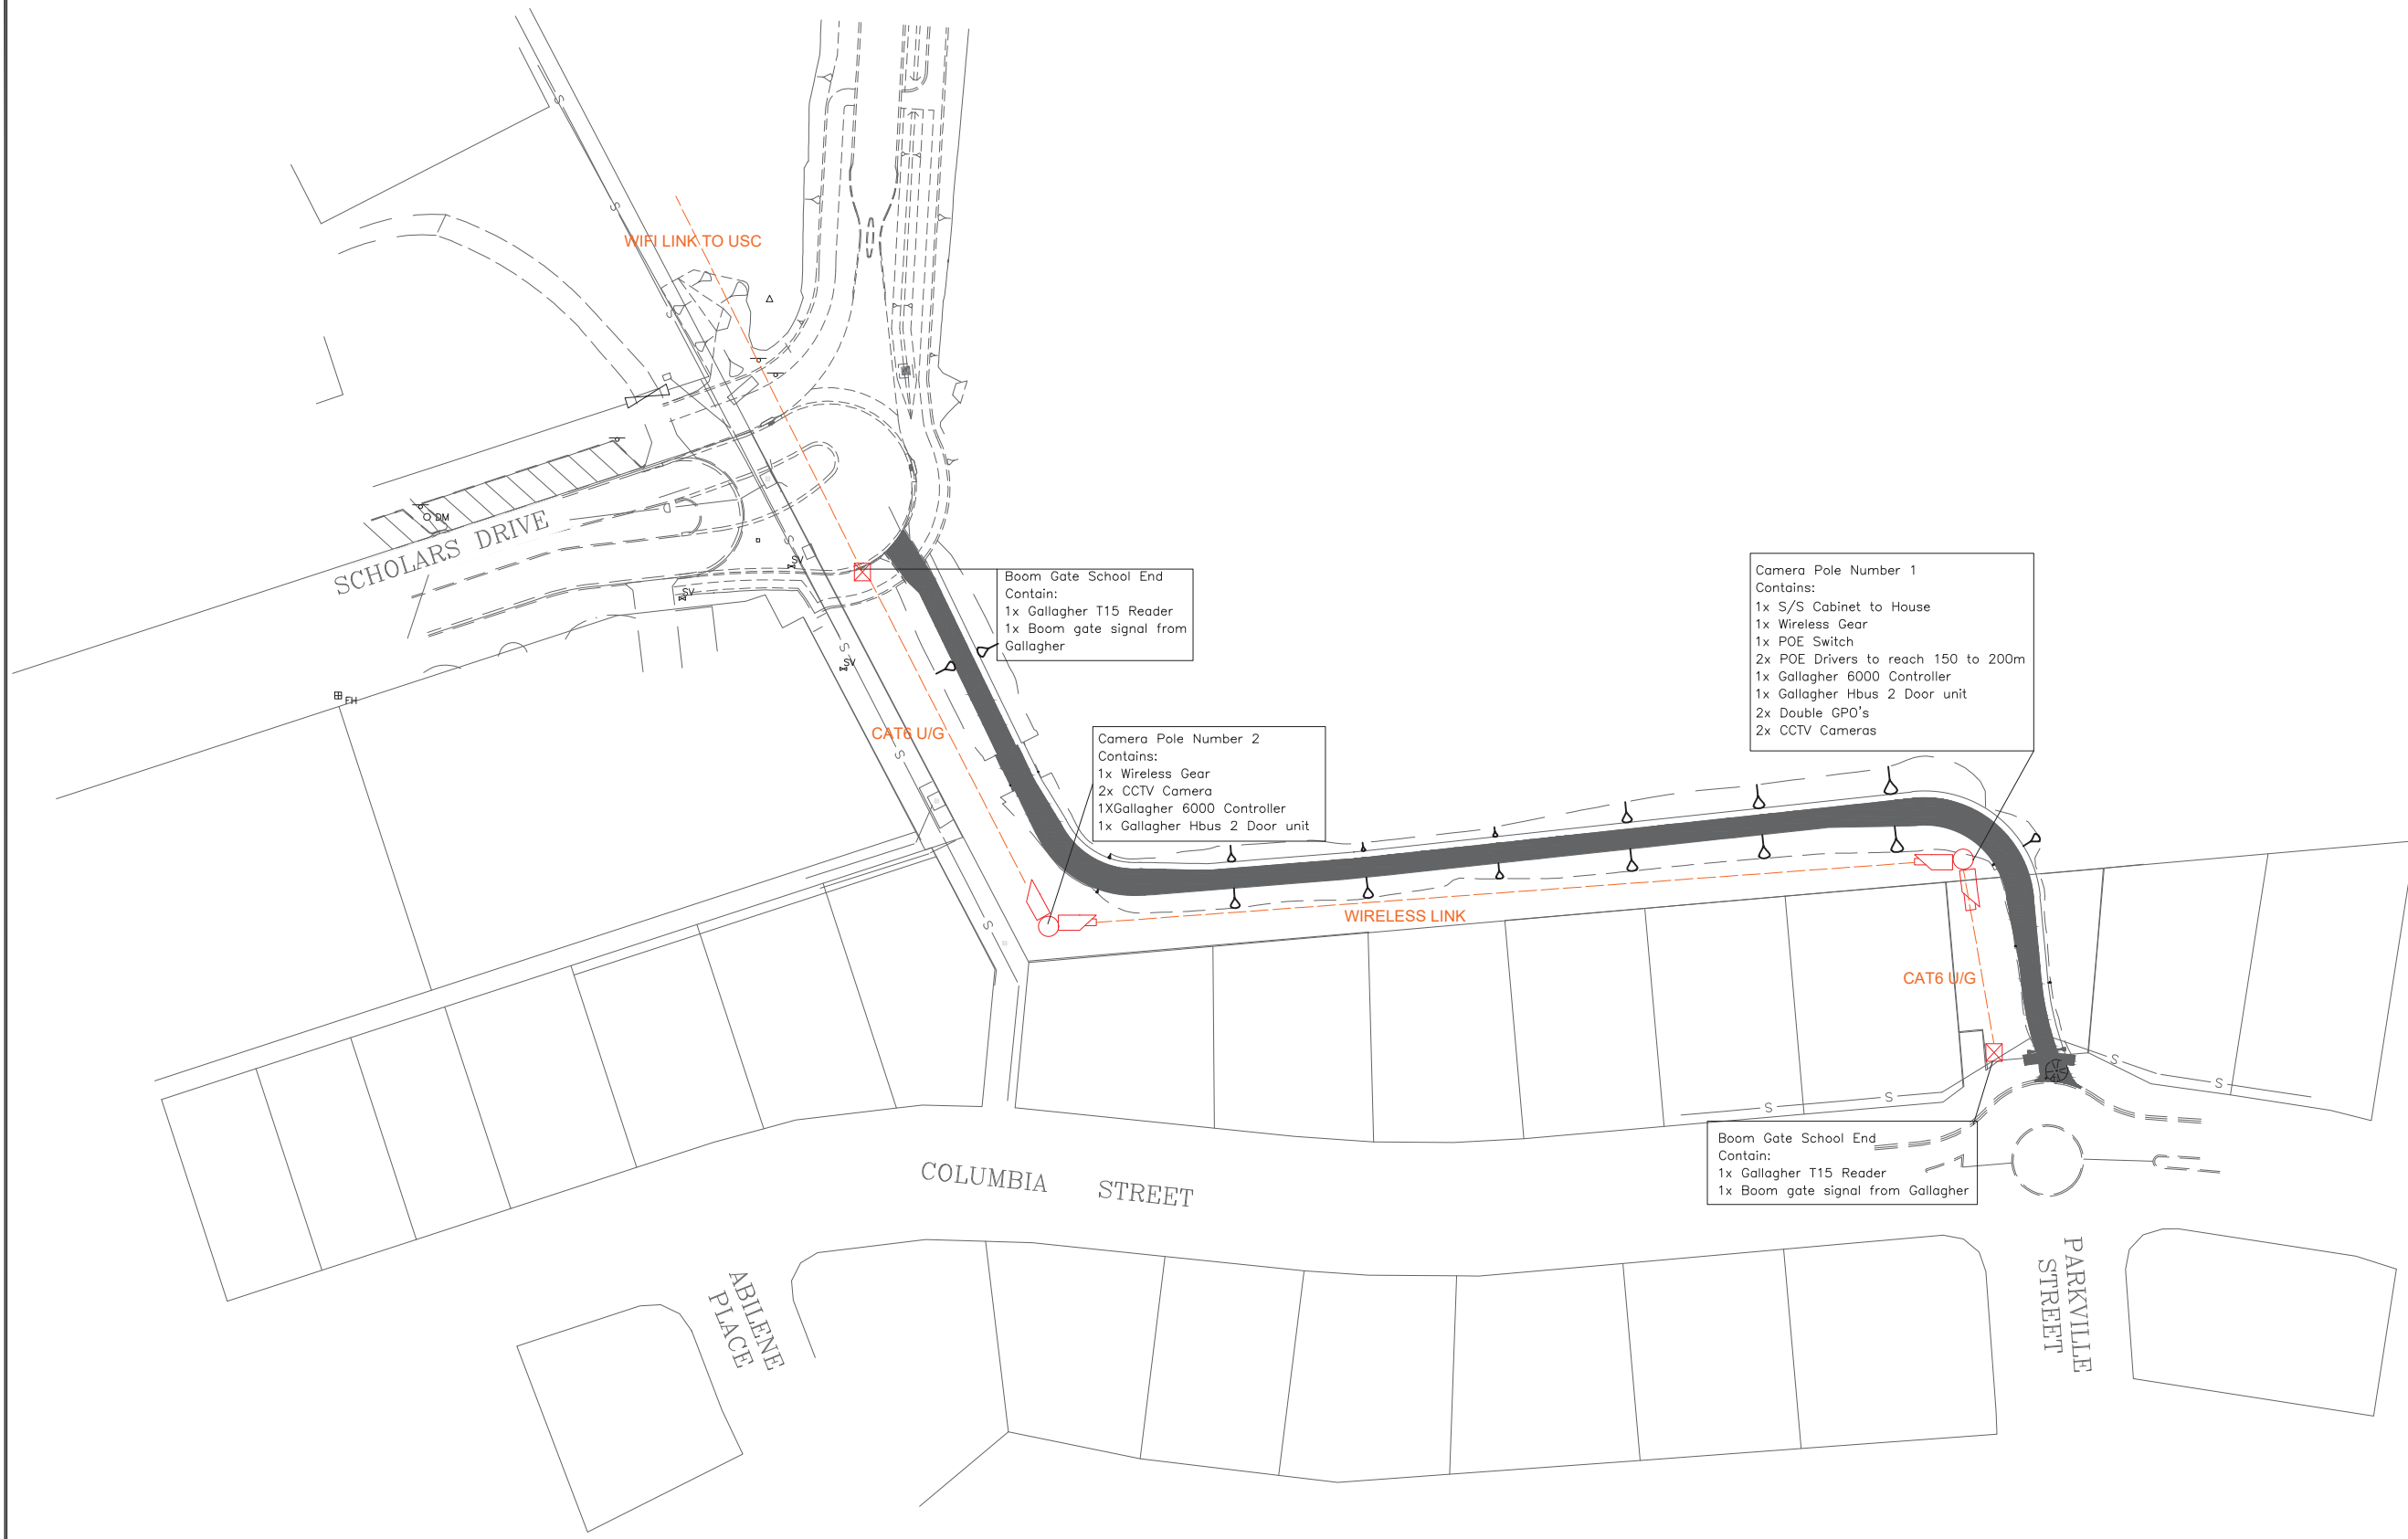 WIFI LINK TO USC
DM
SCHOLARS DRIVE
SV
SV
SV
FH
S
S
S
S
S
S
S
Boom Gate School End
Contain:
1x Gallagher T15 Reader
1x Boom gate signal from
Gallagher
CAT6 U/G
Camera Pole Number 2
Contains:
1x Wireless Gear
2x CCTV Camera
1XGallagher 6000 Controller
1x Gallagher Hbus 2 Door unit
Camera Pole Number 1
Contains:
1x S/S Cabinet to House
1x Wireless Gear
1x POE Switch
2x POE Drivers to reach 150 to 200m
1x Gallagher 6000 Controller
1x Gallagher Hbus 2 Door unit
2x Double GPO's
2x CCTV Cameras
WIRELESS LINK
CAT6 U/G
S
S
S
S
Boom Gate School End
Contain:
1x Gallagher T15 Reader
1x Boom gate signal from Gallagher
COLUMBIA STREET
ABILENE
PLACE
PARKVILLE
STREET